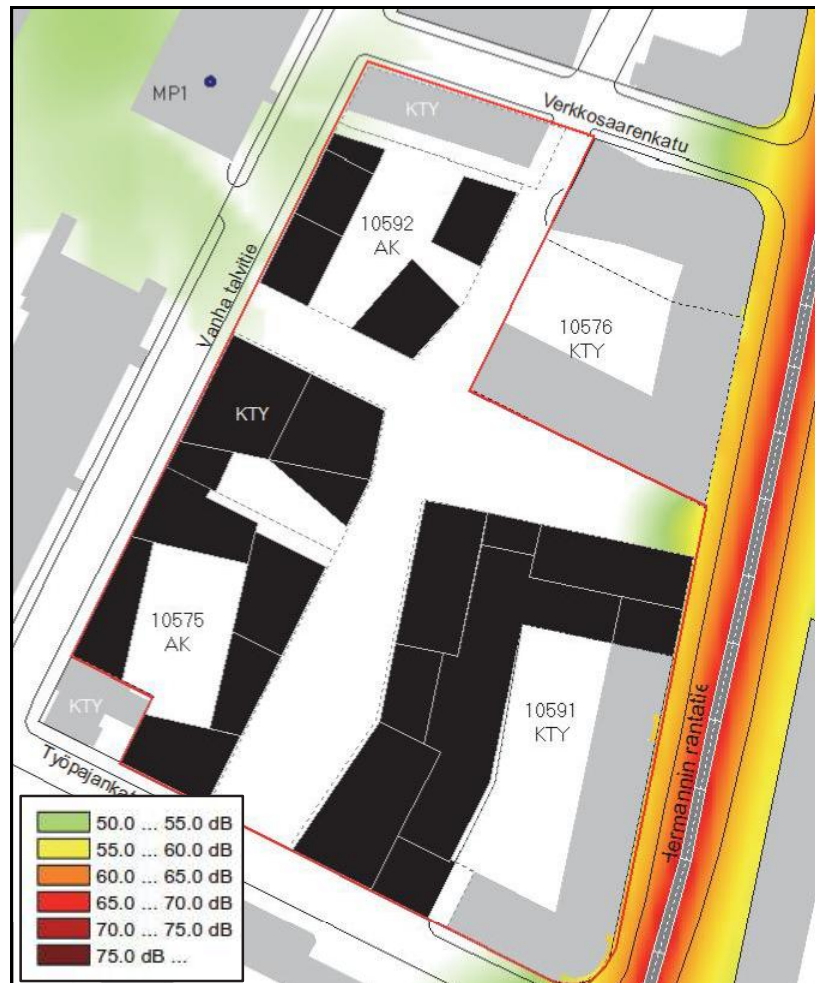 MP1
KTY
Verkkosaarenkatu
10592
AK
Vanha talvitie
10576
KTY
KTY
10575
AK
10591
KTY
KTY
Hermannin rantatie
Työpajankat
50.0 ... 55.0 dB
55.0 ... 60.0 dB
60.0 ... 65.0 dB
65.0 ... 70.0 dB
70.0 ... 75.0 dB
75.0 dB ...